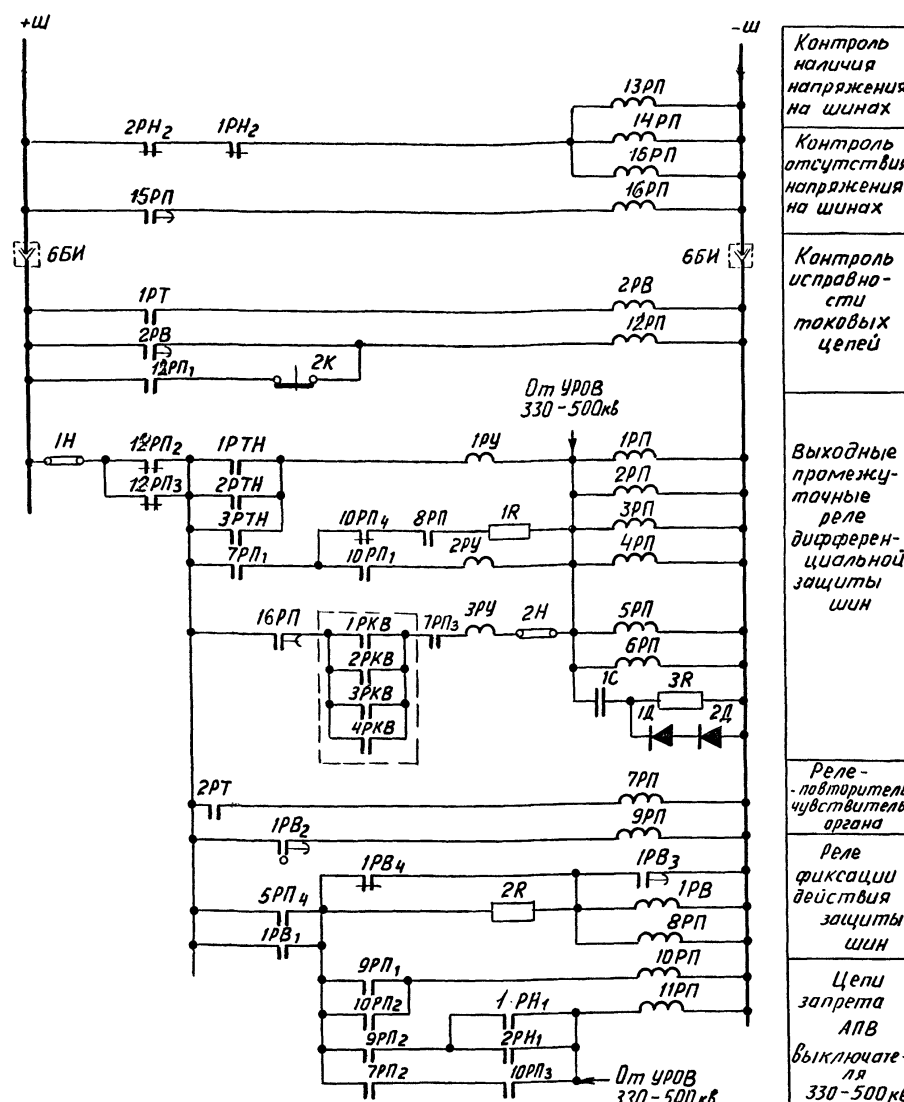 +Ш
-Ш
Контроль
наличия
напряжения
на шинах
13РП
14РП
2РН2
1РН2
15РП
Контроль
отсутствия
напряжения
на шинах
15РП
16РП
6БИ
6БИ
Контроль
исправно-
сти
токовых
цепей
1РТ
2РВ
2РВ
12РП
12РП1
2К
От УРОВ
330-500кв
1Н
12РП2
1РТН
1РУ
1РП
12РП3
2РТН
2РП
3РТН
10РП4
8РП
1R
3РП
7РП1
10РП1
2РУ
4РП
Выходные
промежу-
точные
реле
дифферен-
циальной
защиты
шин
16РП
1РКВ
7РП3
3РУ
2Н
5РП
2РКВ
6РП
3РКВ
1С
3R
4РКВ
1Д
2Д
2РТ
7РП
Реле-
-повторитель
чувствитель
органа
1РВ2
9РП
1РВ4
1РВ3
5РП4
2R
1РВ
1РВ1
8РП
Реле
фиксации
действия
защиты
шин
9РП1
10РП
10РП2
1·РН1
11РП
9РП2
2РН1
7РП2
10РП3
От УРОВ
330-500кв
Цепи
запрета
АПВ
выключате-
ля
330-500кв